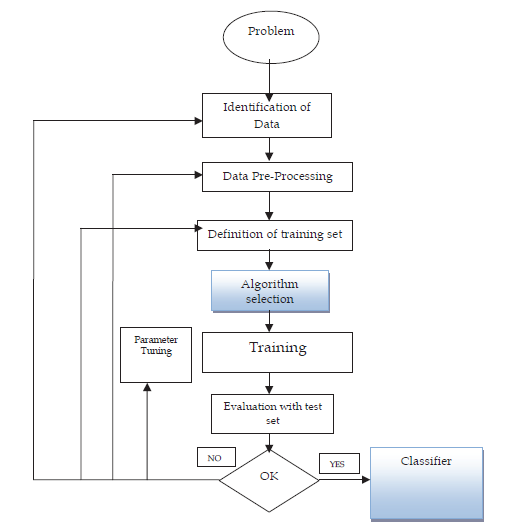 Problem
Identification of
Data
Data Pre-Processing
Definition of training set
Algorithm
selection
Parameter
Tuning
Training
Evaluation with test
set
NO
OK
YES
Classifier